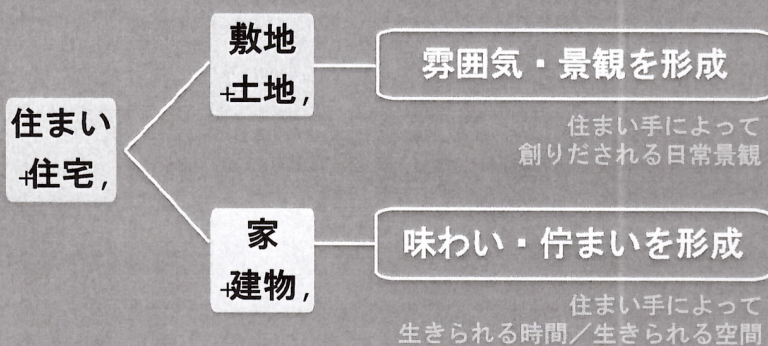 住まい
+住宅,
敷地
+土地,
雰囲気・景観を形成
住まい手によって
創りだされる日常景観
家
+建物,
味わい・佇まいを形成
住まい手によって
生きられる時間／生きられる空間